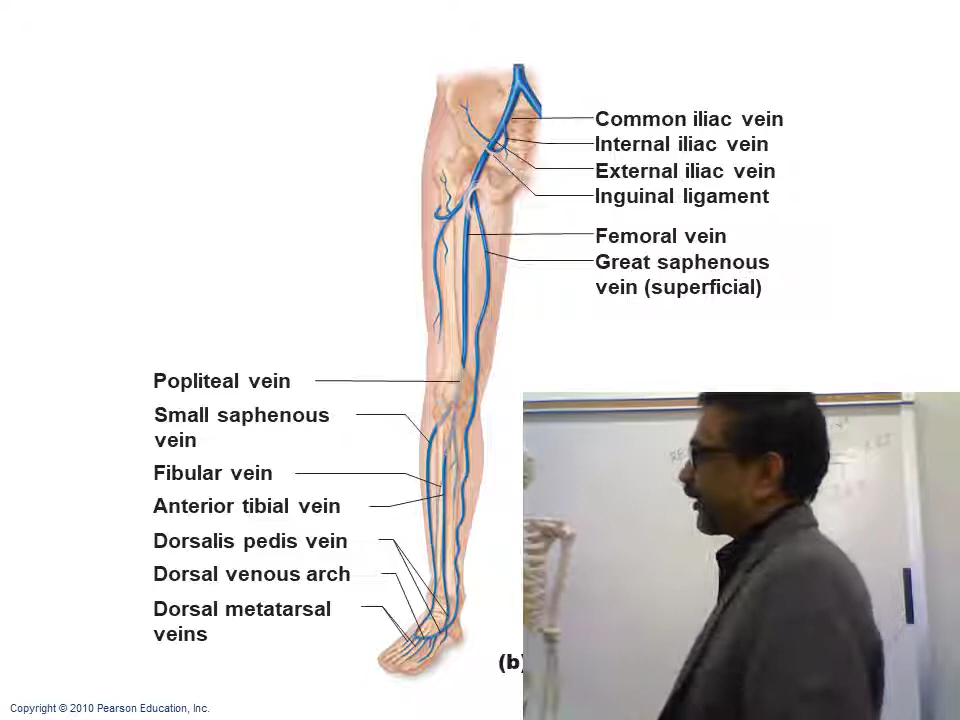 Common iliac vein
Internal iliac vein
External iliac vein
Inguinal ligament
Femoral vein
Great saphenous
vein (superficial)
Popliteal vein
Small saphenous
vein
Fibular vein
Anterior tibial vein
Dorsalis pedis vein
Dorsal venous arch
Dorsal metatarsal
veins
(b)
Copyright © 2010 Pearson Education, Inc.